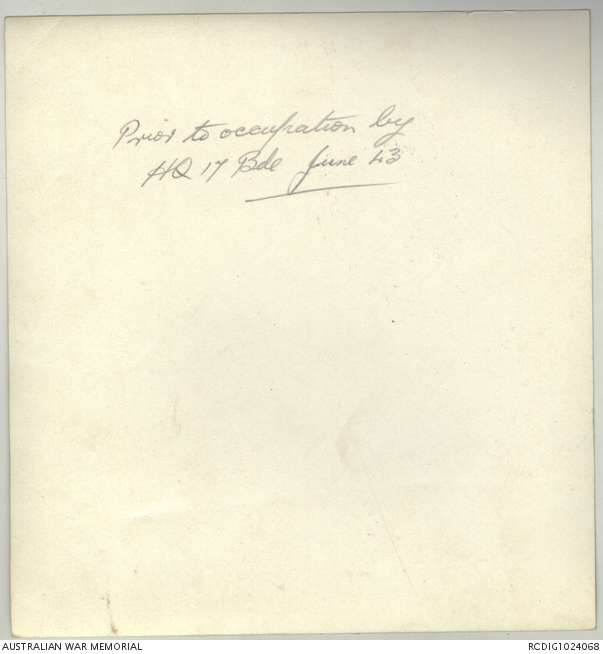 Prior to occupation by
HQ 17 Bde June 43
AUSTRALIAN WAR MEMORIAL
RCDIG1024068